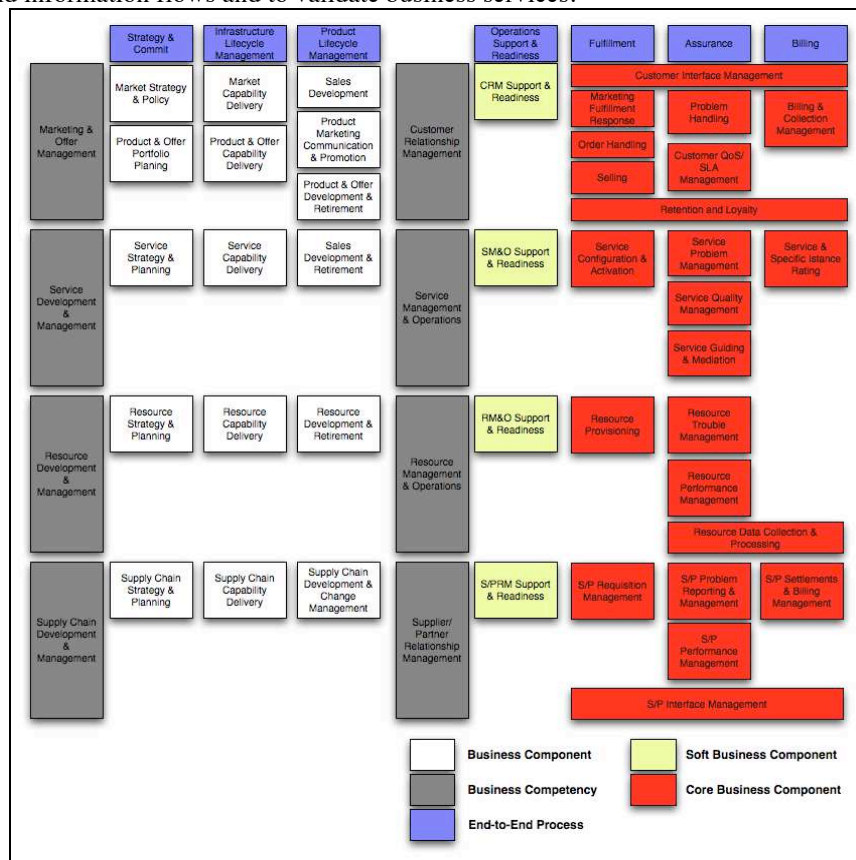 nd information flows and to validate business services.
Strategy &
Commit
Infrastructure
Lifecycle
Management
Product
Lifecycle
Management
Operations
Support &
Readiness
Fulfillment
Assurance
Billing
Marketing &
Offer
Management
Market Strategy
& Policy
Product & Offer
Portfolio
Planing
Market
Capability
Delivery
Product & Offer
Capability
Delivery
Sales
Development
Product
Marketing
Communication
& Promotion
Product & Offer
Development &
Retirement
Customer
Relationship
Management
CRM Support &
Readiness
Customer Interface Management
Marketing
Fulfillment
Response
Order Handling
Selling
Problem
Handling
Customer QoS/
SLA
Management
Billing &
Collection
Management
Retention and Loyalty
Service
Development
&
Management
Service
Strategy &
Planning
Service
Capability
Delivery
Sales
Development &
Retirement
Service
Management
& Operations
SM&O Support
& Readiness
Service
Configuration &
Activation
Service
Problem
Management
Service Quality
Management
Service Guiding
& Mediation
Service &
Specific Istance
Rating
Resource
Development
&
Management
Resource
Strategy &
Planning
Resource
Capability
Delivery
Resource
Development &
Retirement
Resource
Management
& Operations
RM&O Support
& Readiness
Resource
Provisioning
Resource
Trouble
Management
Resource
Performance
Management
Resource Data Collection &
Processing
Supply Chain
Development
&
Management
Supply Chain
Strategy &
Planning
Supply Chain
Capability
Delivery
Supply Chain
Development &
Change
Management
Supplier/
Partner
Relationship
Management
S/PRM Support
& Readiness
S/P Requisition
Management
S/P Problem
Reporting &
Management
S/P
Performance
Management
S/P Settlements
& Billing
Management
S/P Interface Management
Business Component
Soft Business Component
Business Competency
Core Business Component
End-to-End Process